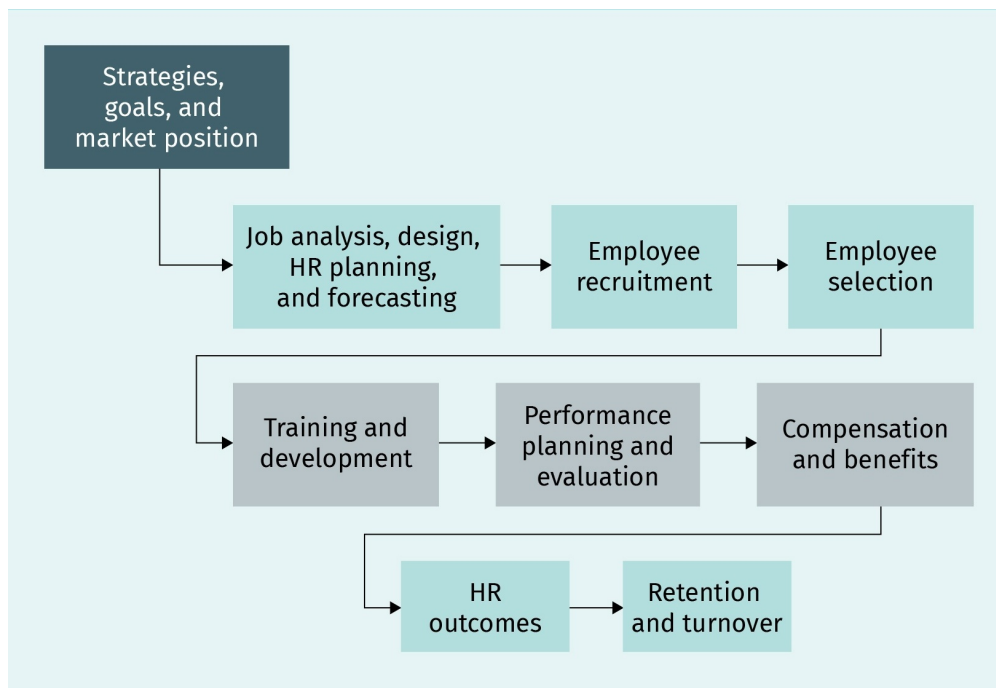 Strategies,
goals, and
market position
Job analysis, design,
HR planning,
and forecasting
Employee
recruitment
Employee
selection
Training and
development
Performance
planning and
evaluation
Compensation
and benefits
HR
outcomes
Retention
and turnover